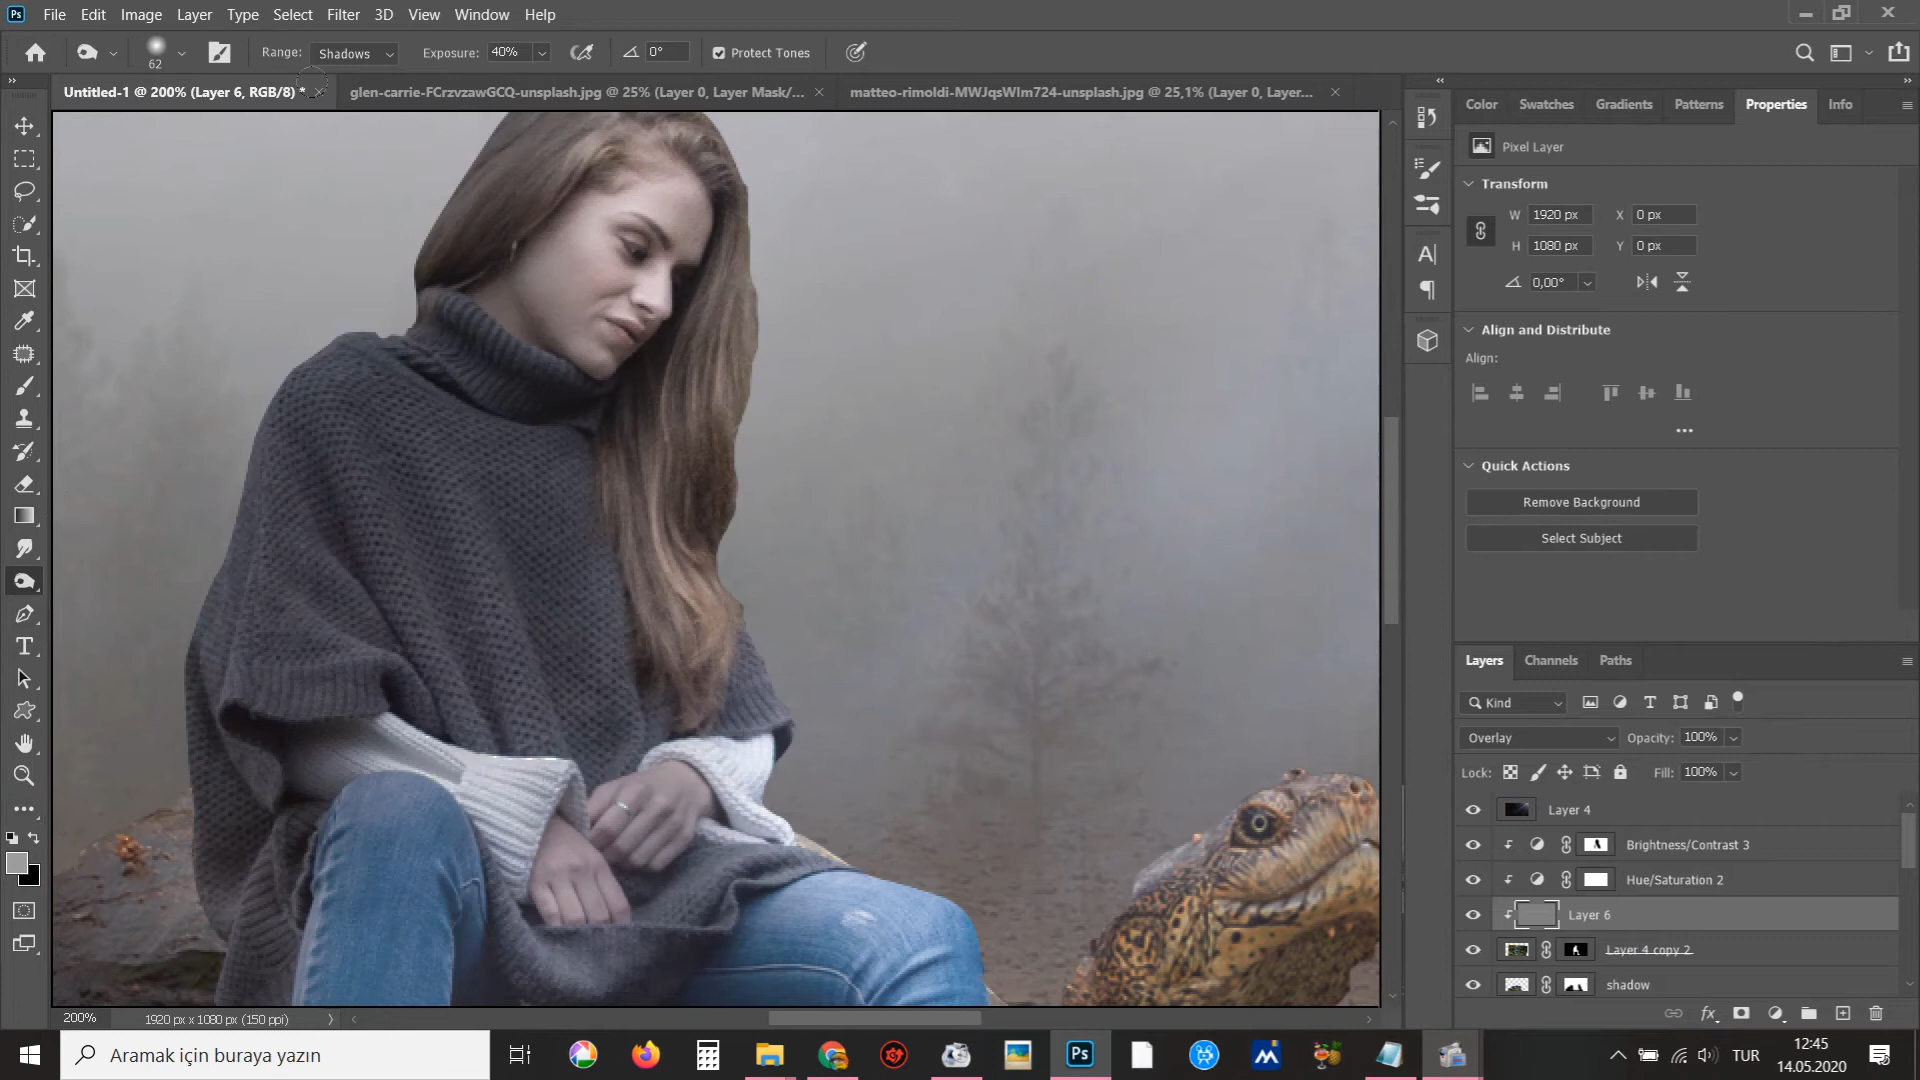 File Edit Image Layer Type Select Filter 3D View Window Help
62 Range: Shadows Exposure: 40% 0° Protect Tones
Untitled-1 @ 200% (Layer 6, RGB/8) * glen-carrie-FCrzvzawGCQ-unsplash.jpg @ 25% (Layer 0, Layer Mask/... matteo-rimoldi-MWJqsWlm724-unsplash.jpg @ 25,1% (Layer 0, Layer...
Color Swatches Gradients Patterns Properties Info
Pixel Layer
Transform
W 1920 px X 0 px
H 1080 px Y 0 px
0,00°
Align and Distribute
Align:
Quick Actions
Remove Background
Select Subject
Layers Channels Paths
Kind
Overlay Opacity: 100%
Lock: Fill: 100%
Layer 4
Brightness/Contrast 3
Hue/Saturation 2
Layer 6
Layer 4 copy 2
shadow
200% 1920 px x 1080 px (150 ppi)
Aramak için buraya yazın
Ps
TUR
12:45
14.05.2020